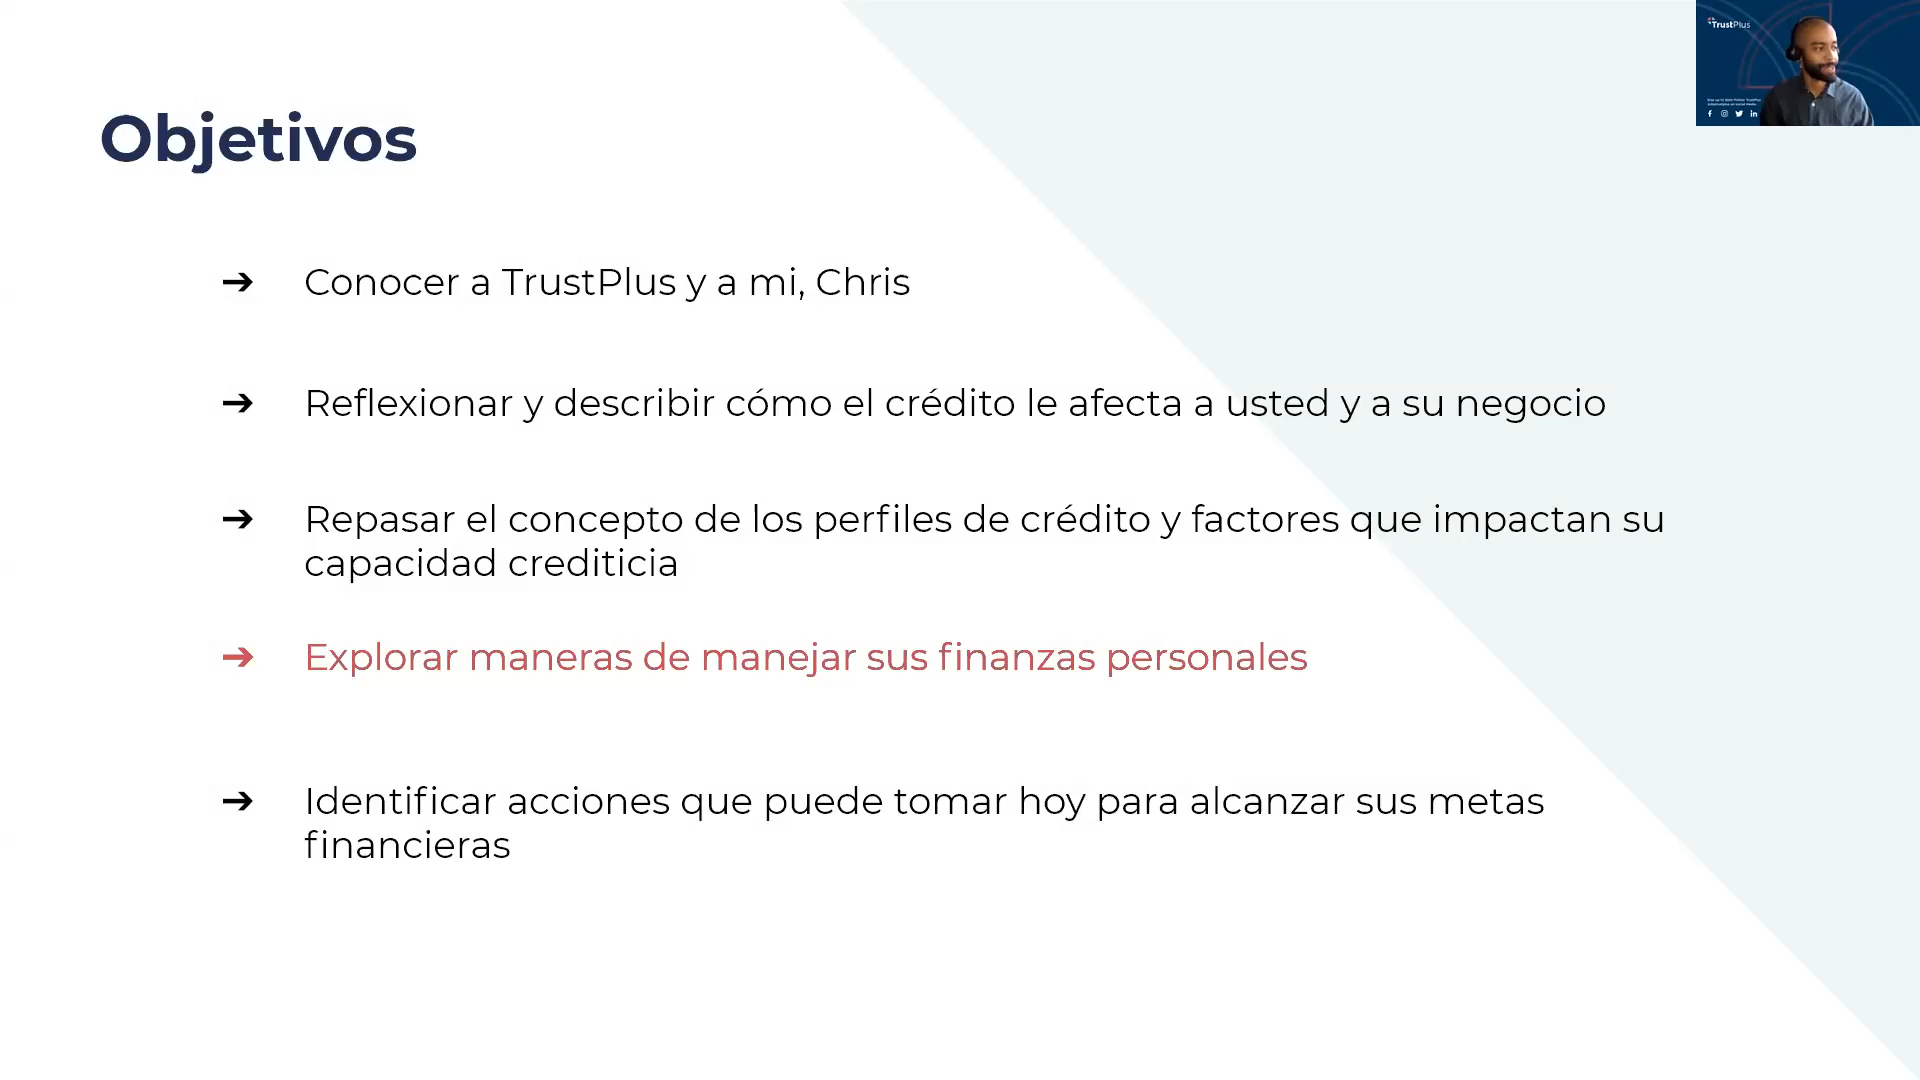 TrustPlus
Objetivos
➔ Conocer a TrustPlus y a mi, Chris
➔ Reflexionar y describir cómo el crédito le afecta a usted y a su negocio
➔ Repasar el concepto de los perfiles de crédito y factores que impactan su
capacidad crediticia
➔ Explorar maneras de manejar sus finanzas personales
➔ Identificar acciones que puede tomar hoy para alcanzar sus metas
financieras